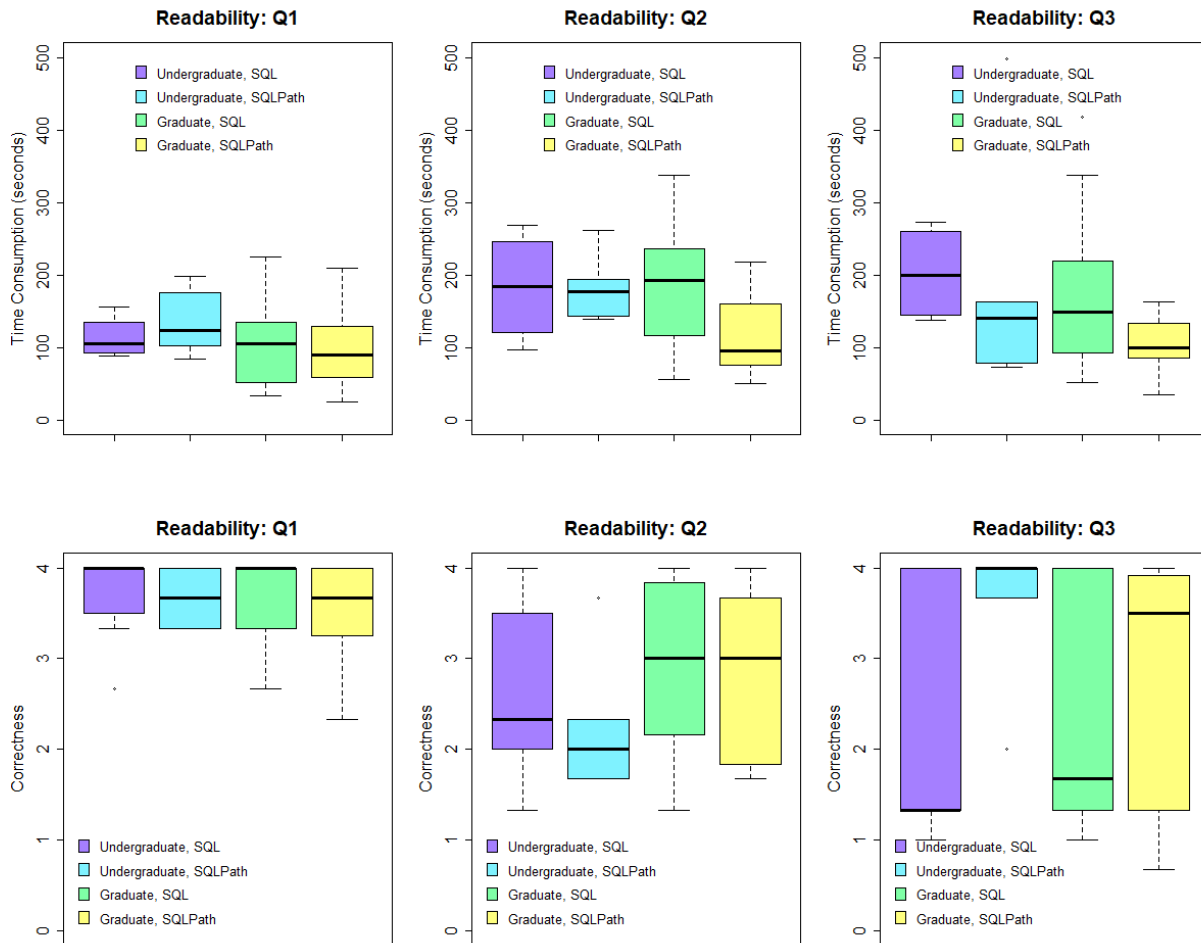 Readability: Q1
Time Consumption (seconds)
500
400
300
200
100
0
Undergraduate, SQL
Undergraduate, SQLPath
Graduate, SQL
Graduate, SQLPath
Readability: Q2
Time Consumption (seconds)
500
400
300
200
100
0
Undergraduate, SQL
Undergraduate, SQLPath
Graduate, SQL
Graduate, SQLPath
Readability: Q3
Time Consumption (seconds)
500
400
300
200
100
0
Undergraduate, SQL
Undergraduate, SQLPath
Graduate, SQL
Graduate, SQLPath
Readability: Q1
Correctness
4
3
2
1
0
Undergraduate, SQL
Undergraduate, SQLPath
Graduate, SQL
Graduate, SQLPath
Readability: Q2
Correctness
4
3
2
1
0
Undergraduate, SQL
Undergraduate, SQLPath
Graduate, SQL
Graduate, SQLPath
Readability: Q3
Correctness
4
3
2
1
0
Undergraduate, SQL
Undergraduate, SQLPath
Graduate, SQL
Graduate, SQLPath